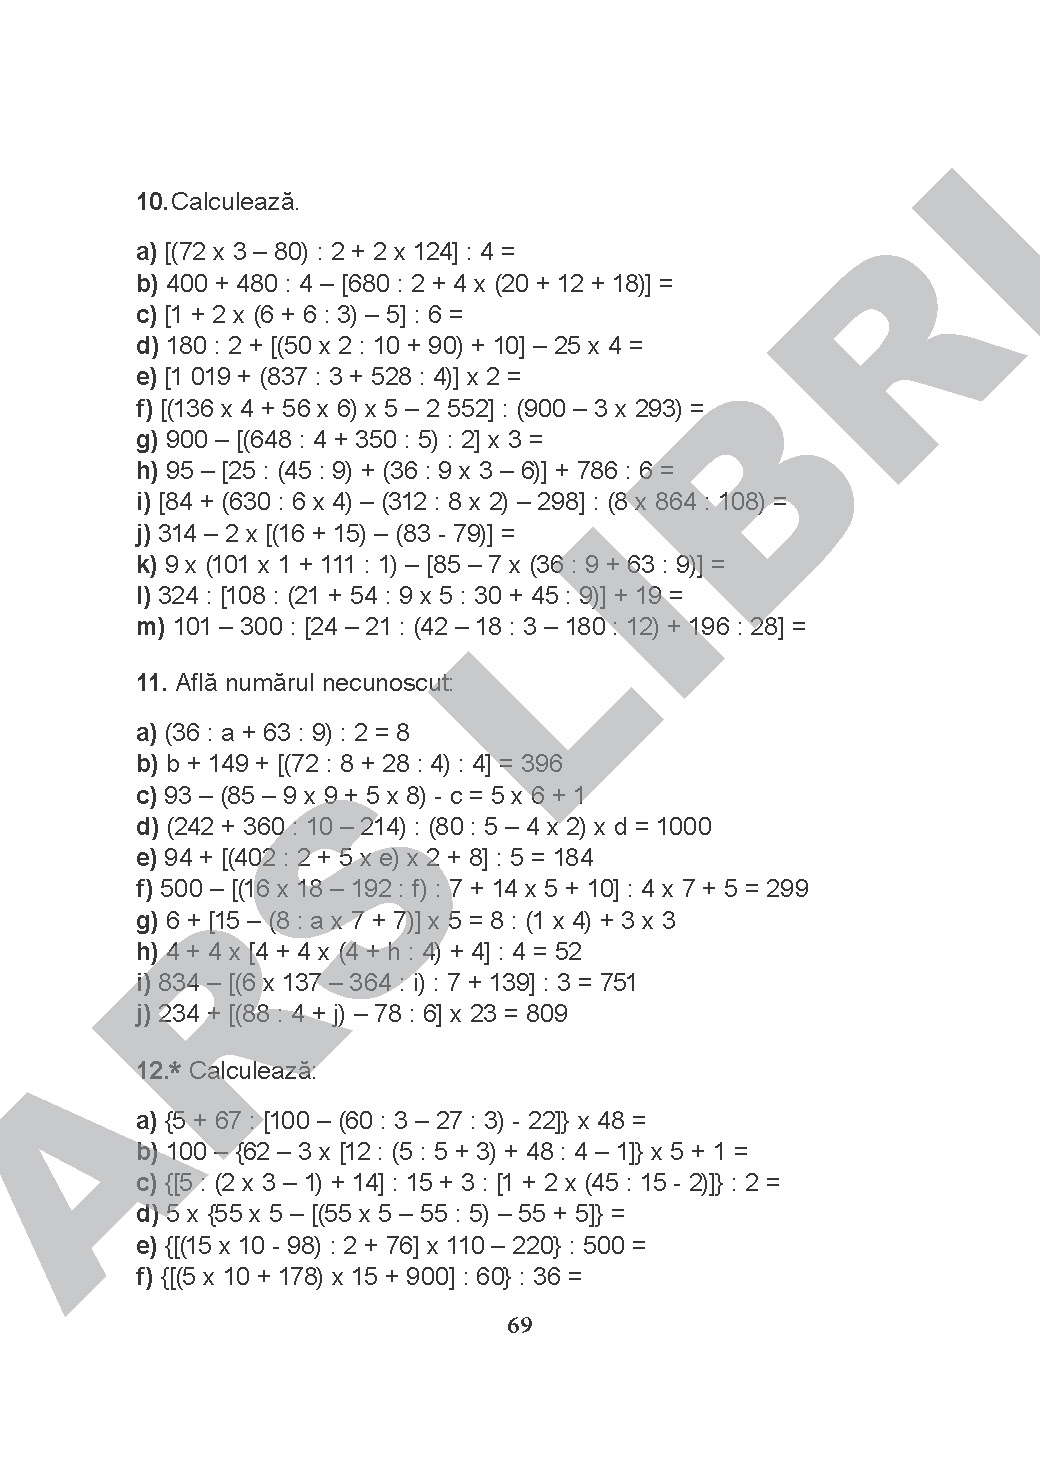 10. Calculează.
a) [(72 x 3 – 80) : 2 + 2 x 124] : 4 =
b) 400 + 480 : 4 – [680 : 2 + 4 x (20 + 12 + 18)] =
c) [1 + 2 x (6 + 6 : 3) – 5] : 6 =
d) 180 : 2 + [(50 x 2 : 10 + 90) + 10] – 25 x 4 =
e) [1 019 + (837 : 3 + 528 : 4)] x 2 =
f) [(136 x 4 + 56 x 6) x 5 – 2 552] : (900 – 3 x 293) =
g) 900 – [(648 : 4 + 350 : 5) : 2] x 3 =
h) 95 – [25 : (45 : 9) + (36 : 9 x 3 – 6)] + 786 : 6 =
i) [84 + (630 : 6 x 4) – (312 : 8 x 2) – 298] : (8 x 864 : 108) =
j) 314 – 2 x [(16 + 15) – (83 - 79)] =
k) 9 x (101 x 1 + 111 : 1) – [85 – 7 x (36 : 9 + 63 : 9)] =
l) 324 : [108 : (21 + 54 : 9 x 5 : 30 + 45 : 9)] + 19 =
m) 101 – 300 : [24 – 21 : (42 – 18 : 3 – 180 : 12) + 196 : 28] =
11. Află numărul necunoscut:
a) (36 : a + 63 : 9) : 2 = 8
b) b + 149 + [(72 : 8 + 28 : 4) : 4] = 396
c) 93 – (85 – 9 x 9 + 5 x 8) - c = 5 x 6 + 1
d) (242 + 360 : 10 – 214) : (80 : 5 – 4 x 2) x d = 1000
e) 94 + [(402 : 2 + 5 x e) x 2 + 8] : 5 = 184
f) 500 – [(16 x 18 – 192 : f) : 7 + 14 x 5 + 10] : 4 x 7 + 5 = 299
g) 6 + [15 – (8 : a x 7 + 7)] x 5 = 8 : (1 x 4) + 3 x 3
h) 4 + 4 x [4 + 4 x (4 + h : 4) + 4] : 4 = 52
i) 834 – [(6 x 137 – 364 : i) : 7 + 139] : 3 = 751
j) 234 + [(88 : 4 + j) – 78 : 6] x 23 = 809
12.* Calculează:
a) {5 + 67 : [100 – (60 : 3 – 27 : 3) - 22]} x 48 =
b) 100 – {62 – 3 x [12 : (5 : 5 + 3) + 48 : 4 – 1]} x 5 + 1 =
c) {[5 : (2 x 3 – 1) + 14] : 15 + 3 : [1 + 2 x (45 : 15 - 2)]} : 2 =
d) 5 x {55 x 5 – [(55 x 5 – 55 : 5) – 55 + 5]} =
e) {[(15 x 10 - 98) : 2 + 76] x 110 – 220} : 500 =
f) {[(5 x 10 + 178) x 15 + 900] : 60} : 36 =
69
ARS LIBRI